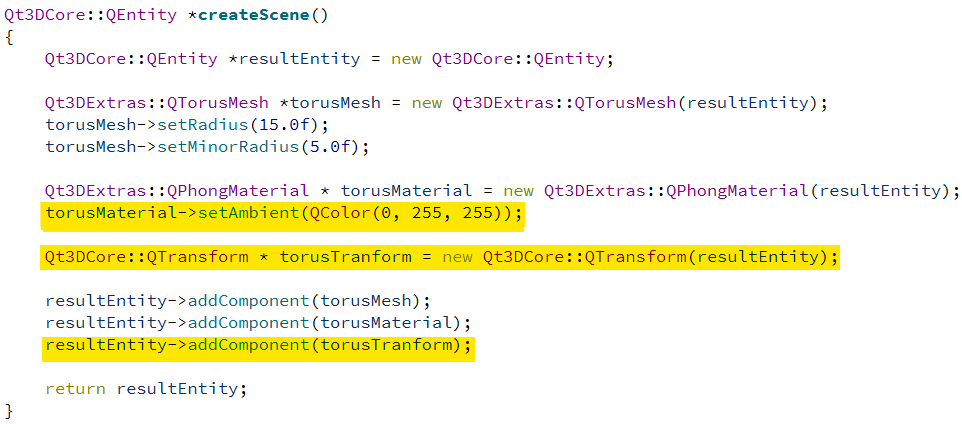 Qt3DCore::QEntity *createScene()
{
    Qt3DCore::QEntity *resultEntity = new Qt3DCore::QEntity;
    Qt3DExtras::QTorusMesh *torusMesh = new Qt3DExtras::QTorusMesh(resultEntity);
    torusMesh->setRadius(15.0f);
    torusMesh->setMinorRadius(5.0f);
    Qt3DExtras::QPhongMaterial * torusMaterial = new Qt3DExtras::QPhongMaterial(resultEntity);
    torusMaterial->setAmbient(QColor(0, 255, 255));
    Qt3DCore::QTransform * torusTranform = new Qt3DCore::QTransform(resultEntity);
    resultEntity->addComponent(torusMesh);
    resultEntity->addComponent(torusMaterial);
    resultEntity->addComponent(torusTranform);
    return resultEntity;
}